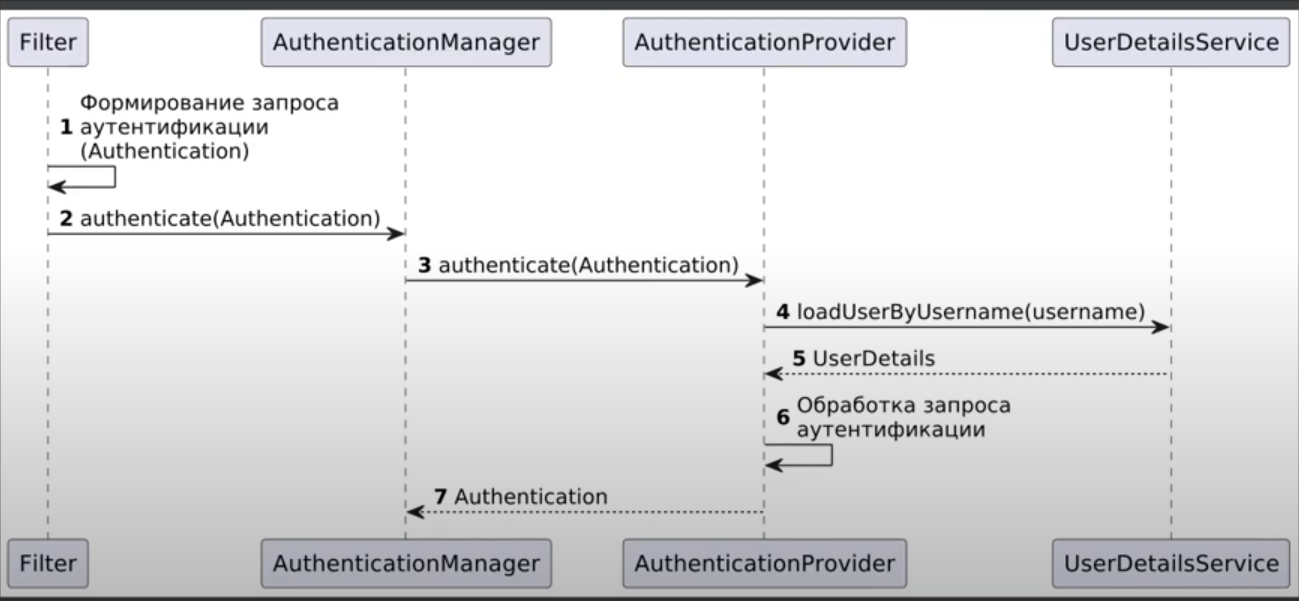 Filter
AuthenticationManager
AuthenticationProvider
UserDetailsService
Формирование запроса
1 аутентификации
(Authentication)
2 authenticate(Authentication)
3 authenticate(Authentication)
4 loadUserByUsername(username)
5 UserDetails
Обработка запроса
6 аутентификации
7 Authentication
Filter
AuthenticationManager
AuthenticationProvider
UserDetailsService